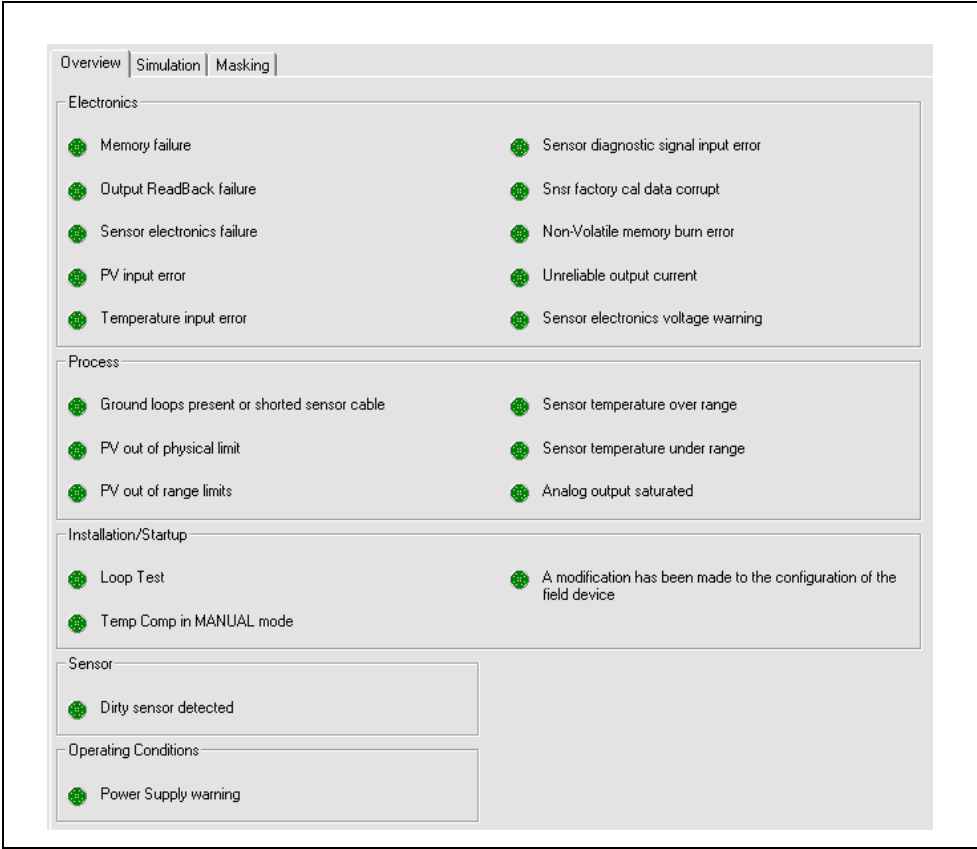 Overview
Simulation
Masking
Electronics
Memory failure
Output ReadBack failure
Sensor electronics failure
PV input error
Temperature input error
Sensor diagnostic signal input error
Snsr factory cal data corrupt
Non-Volatile memory burn error
Unreliable output current
Sensor electronics voltage warning
Process
Ground loops present or shorted sensor cable
PV out of physical limit
PV out of range limits
Sensor temperature over range
Sensor temperature under range
Analog output saturated
Installation/Startup
Loop Test
Temp Comp in MANUAL mode
A modification has been made to the configuration of the
field device
Sensor
Dirty sensor detected
Operating Conditions
Power Supply warning